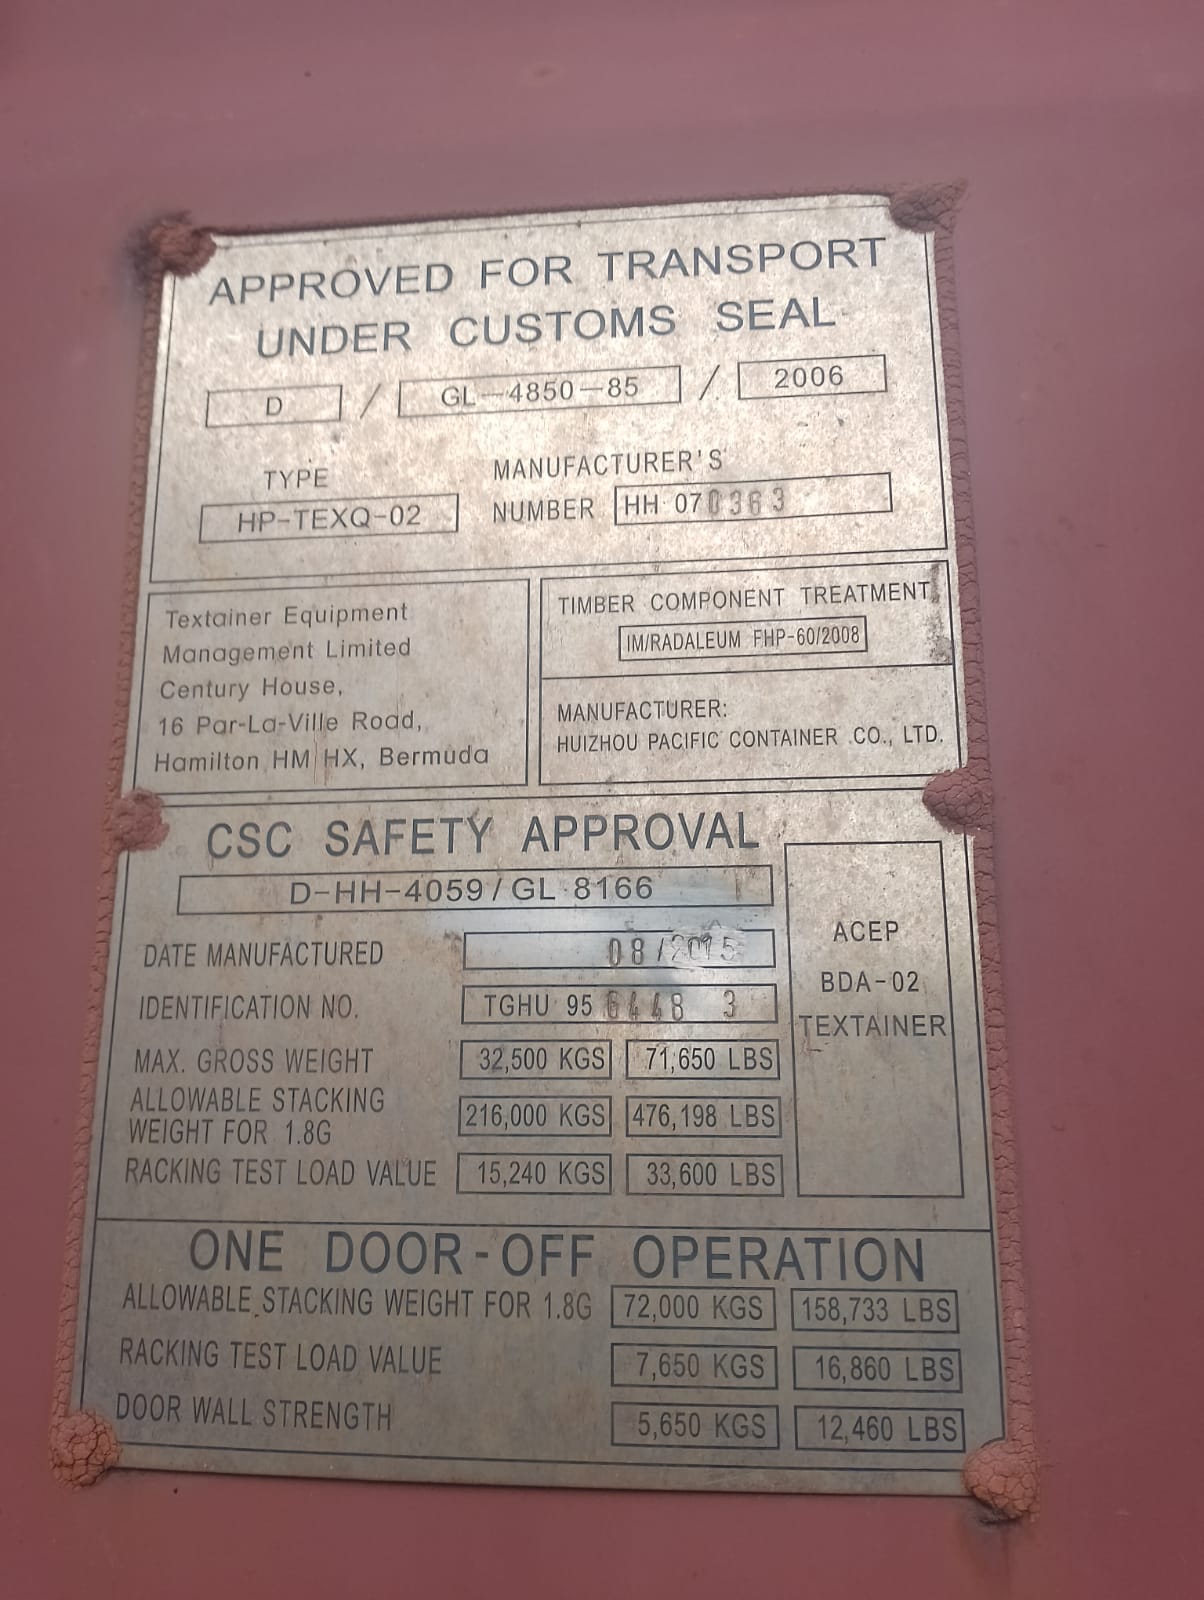 APPROVED FOR TRANSPORT
UNDER CUSTOMS SEAL
D / GL-4850-85 / 2006
TYPE
HP-TEXQ-02
MANUFACTURER'S
NUMBER HH 070363
Textainer Equipment
Management Limited
Century House,
16 Par-La-Ville Road,
Hamilton HM HX, Bermuda
TIMBER COMPONENT TREATMENT
IM/RADALEUM FHP-60/2008
MANUFACTURER:
HUIZHOU PACIFIC CONTAINER CO., LTD.
CSC SAFETY APPROVAL
D-HH-4059/GL 8166
DATE MANUFACTURED 08/2015
IDENTIFICATION NO. TGHU 956448 3
MAX. GROSS WEIGHT 32,500 KGS 71,650 LBS
ALLOWABLE STACKING
WEIGHT FOR 1.8G 216,000 KGS 476,198 LBS
RACKING TEST LOAD VALUE 15,240 KGS 33,600 LBS
ACEP
BDA-02
TEXTAINER
ONE DOOR-OFF OPERATION
ALLOWABLE STACKING WEIGHT FOR 1.8G 72,000 KGS 158,733 LBS
RACKING TEST LOAD VALUE 7,650 KGS 16,860 LBS
DOOR WALL STRENGTH 5,650 KGS 12,460 LBS